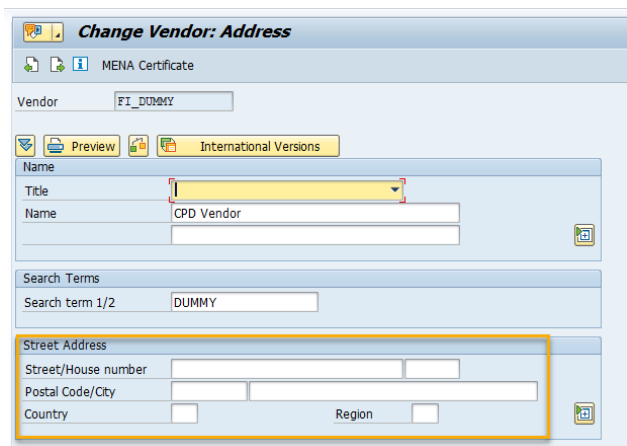 Change Vendor: Address
MENA Certificate
Vendor FI_DUMMY
Preview International Versions
Name
Title
Name CPD Vendor
Search Terms
Search term 1/2 DUMMY
Street Address
Street/House number
Postal Code/City
Country Region